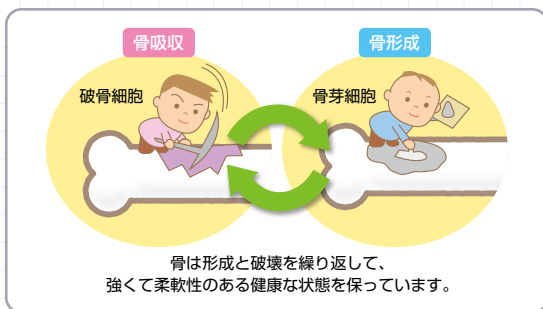 骨吸収
骨形成
破骨細胞
骨芽細胞
骨は形成と破壊を繰り返して、
強くて柔軟性のある健康な状態を保っています。